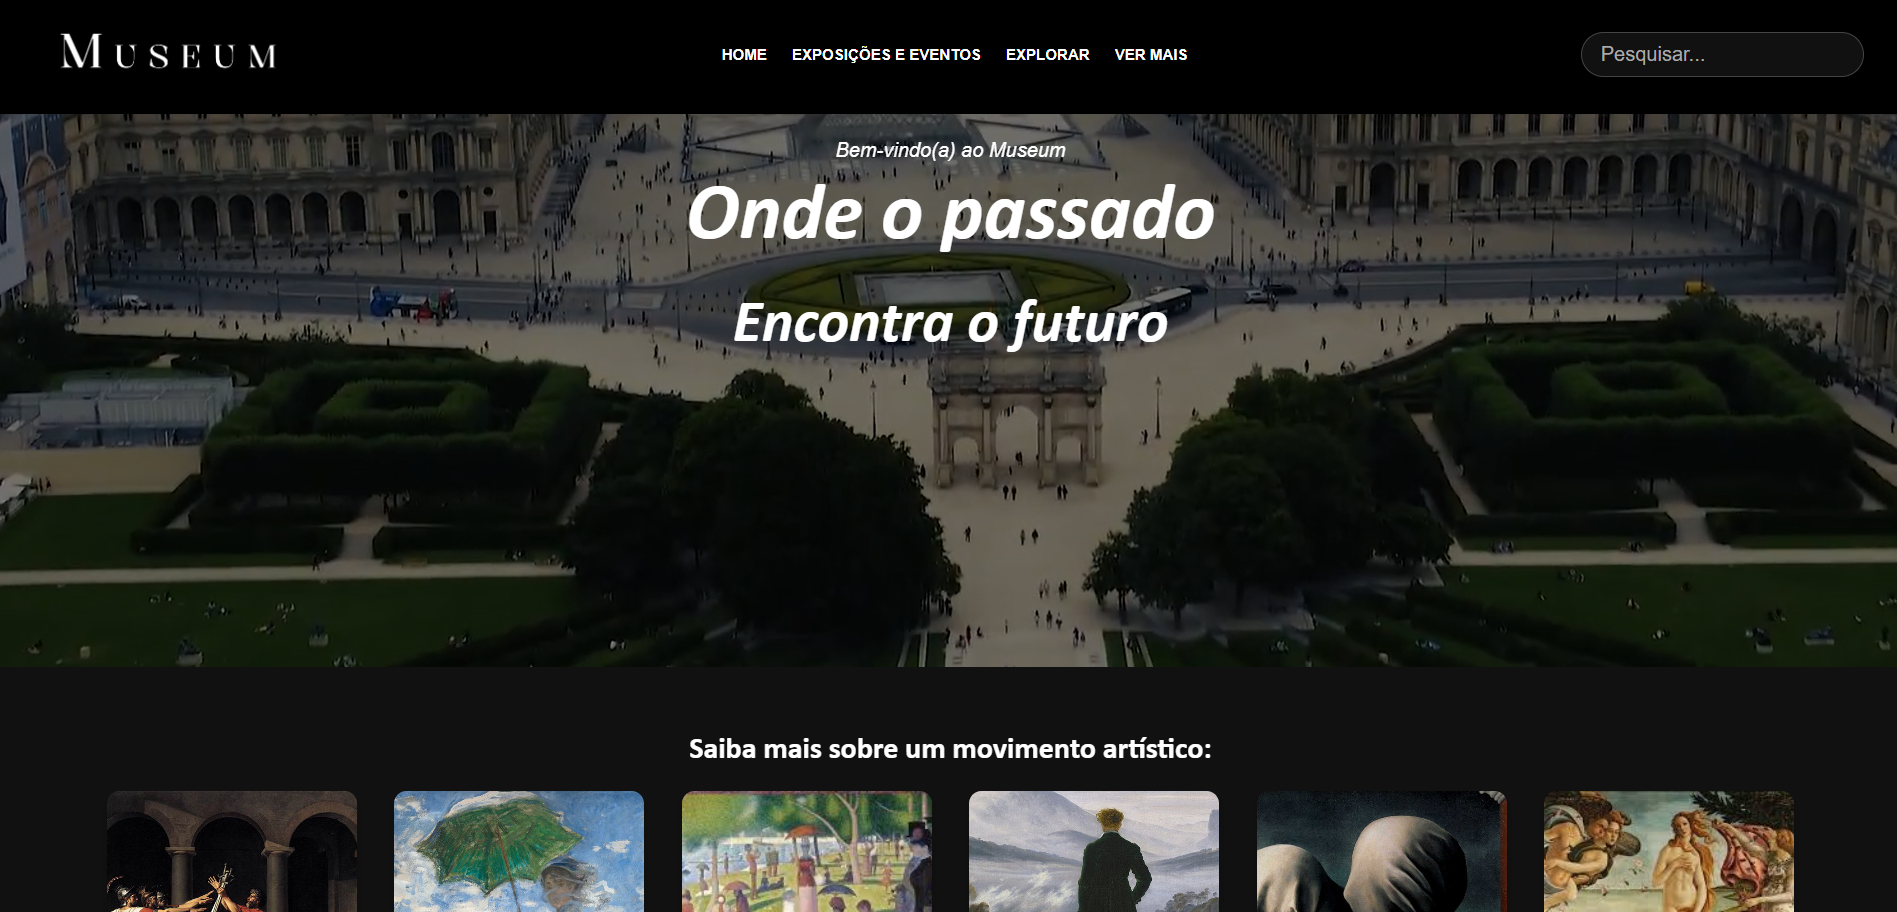 MUSEUM
HOME EXPOSIÇÕES E EVENTOS EXPLORAR VER MAIS
Pesquisar...
Bem-vindo(a) ao Museum
Onde o passado
Encontra o futuro
Saiba mais sobre um movimento artístico: